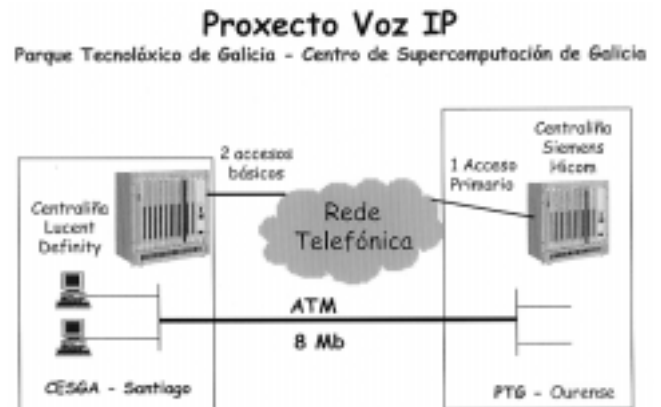 Proxecto Voz IP
Parque Tecnolóxico de Galicia - Centro de Supercomputación de Galicia
2 accesos
básicos
Centraliña
Lucent
Definity
Rede
Telefónica
1 Acceso
Primario
Centraliña
Siemens
Hicom
ATM
8 Mb
CESGA - Santiago
PTG - Ourense